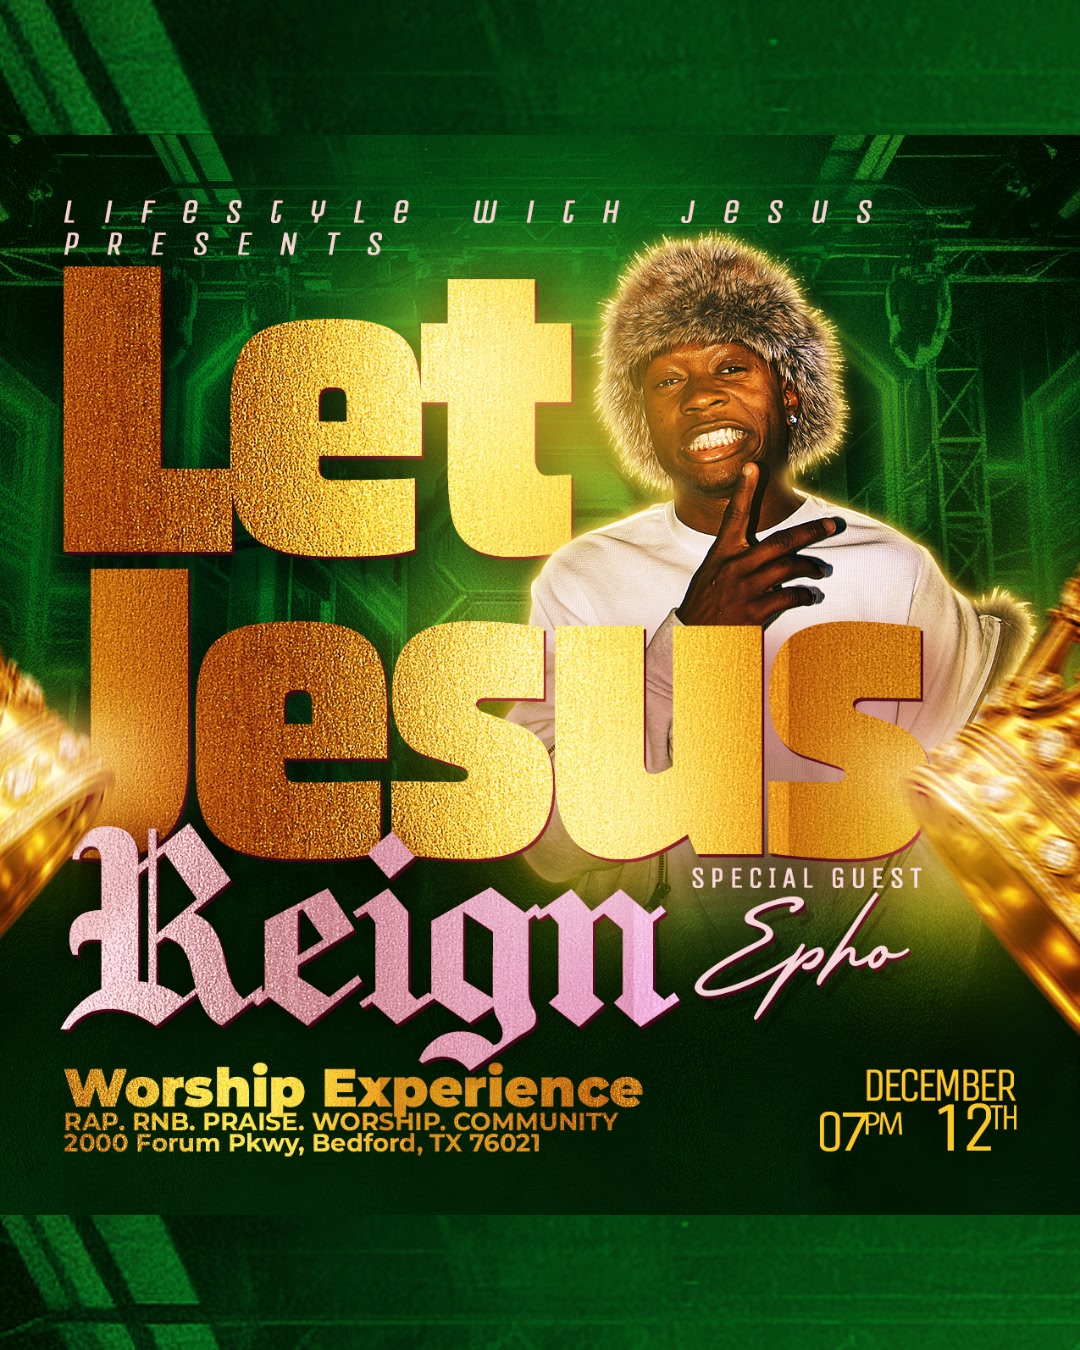 LIFESTYLE WITH JESUS
PRESENTS
Let
Jesus
Reign
SPECIAL GUEST
Epho
Worship Experience
RAP. RNB. PRAISE. WORSHIP. COMMUNITY
2000 Forum Pkwy, Bedford, TX 76021
DECEMBER
07PM 12TH